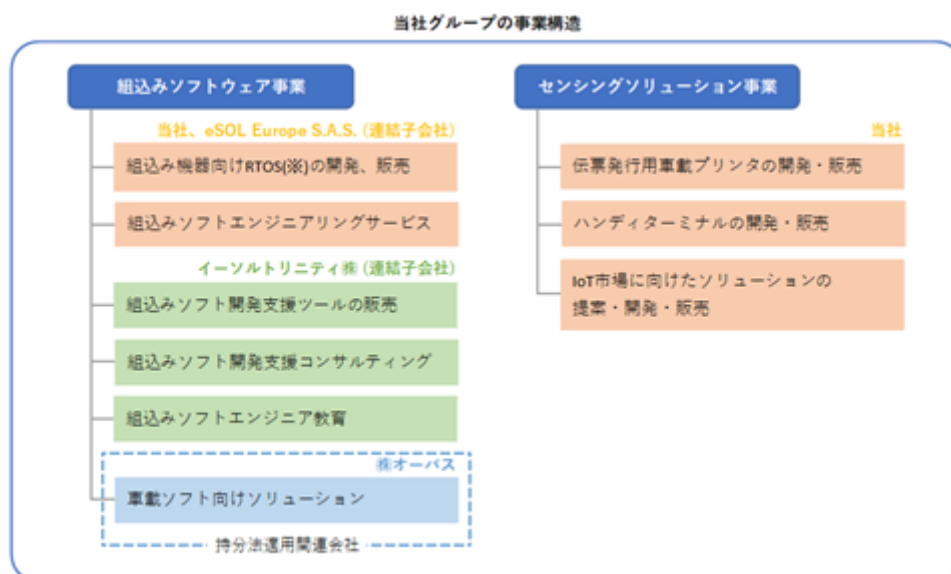 当社グループの事業構造
組込みソフトウェア事業
当社、eSOL Europe S.A.S. (連結子会社)
組込み機器向けRTOS(※)の開発、販売
組込みソフトエンジニアリングサービス
イーソルトリニティ㈱ (連結子会社)
組込みソフト開発支援ツールの販売
組込みソフト開発支援コンサルティング
組込みソフトエンジニア教育
㈱オーバス
車載ソフト向けソリューション
持分法適用関連会社
センシングソリューション事業
当社
伝票発行用車載プリンタの開発・販売
ハンディターミナルの開発・販売
IoT市場に向けたソリューションの
提案・開発・販売